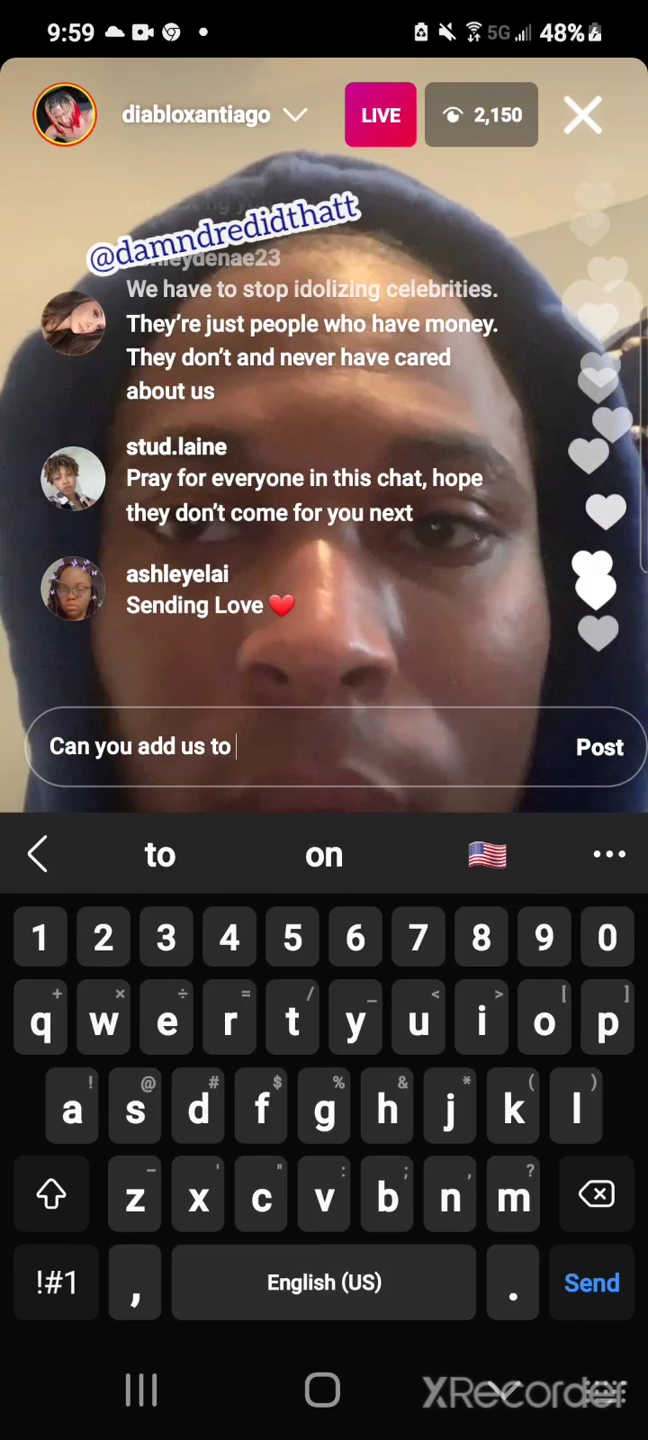 9:59
5G
48%
diabloxantiago
LIVE
2,150
@damndredidthatt
We have to stop idolizing celebrities.
They’re just people who have money.
They don’t and never have cared
about us
stud.laine
Pray for everyone in this chat, hope
they don’t come for you next
ashleyelai
Sending Love ❤️
Can you add us to
Post
to
on
🇺🇸
•••
1 2 3 4 5 6 7 8 9 0
+ × ÷ = / _ < > [ ]
q w e r t y u i o p
! @ # $ % & * ( )
a s d f g h j k l
- ' " : ; , ?
z x c v b n m
!#1
,
English (US)
.
Send
XRecorder